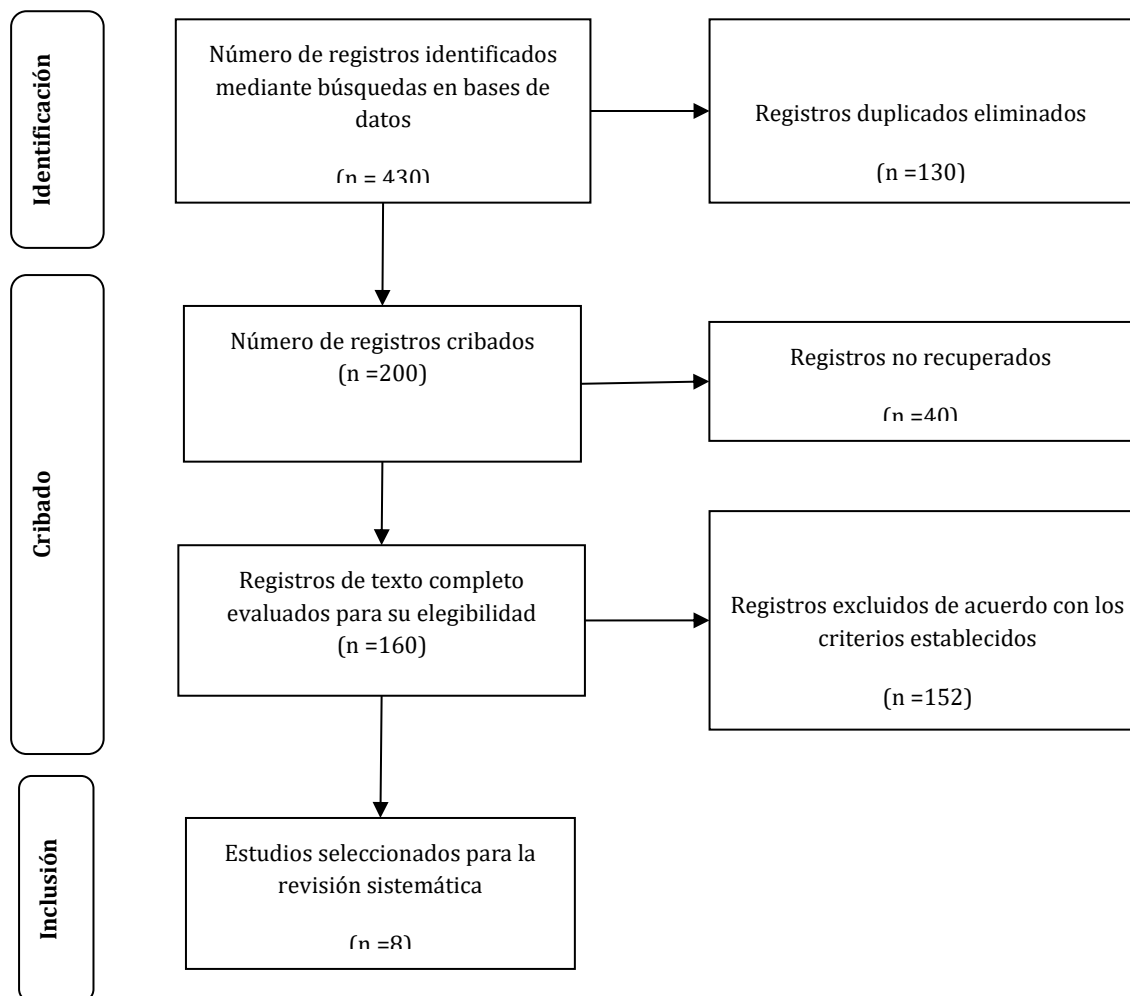 Identificación
Número de registros identificados
mediante búsquedas en bases de
datos
(n = 430)
Registros duplicados eliminados
(n =130)
Cribado
Número de registros cribados
(n =200)
Registros no recuperados
(n =40)
Registros de texto completo
evaluados para su elegibilidad
(n =160)
Registros excluidos de acuerdo con los
criterios establecidos
(n =152)
Inclusión
Estudios seleccionados para la
revisión sistemática
(n =8)